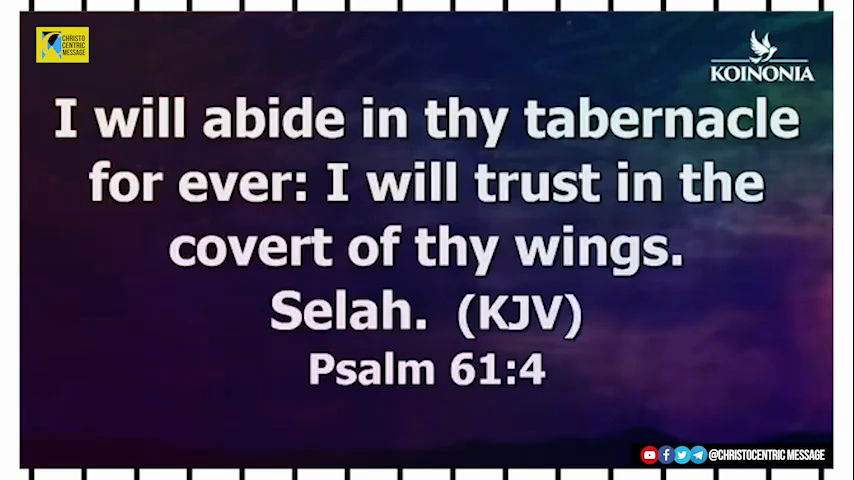 CHRISTO
CENTRIC
MESSAGE
KOINONIA
I will abide in thy tabernacle
for ever: I will trust in the
covert of thy wings.
Selah. (KJV)
Psalm 61:4
@CHRISTOCENTRIC MESSAGE